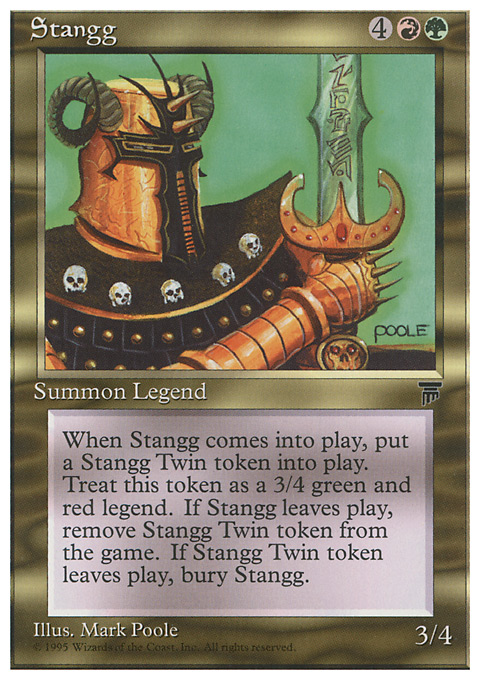 Stangg 4
POOLE
Summon Legend
When Stangg comes into play, put
a Stangg Twin token into play.
Treat this token as a 3/4 green and
red legend. If Stangg leaves play,
remove Stangg Twin token from
the game. If Stangg Twin token
leaves play, bury Stangg.
Illus. Mark Poole
3/4
© 1995 Wizards of the Coast, Inc. All rights reserved.